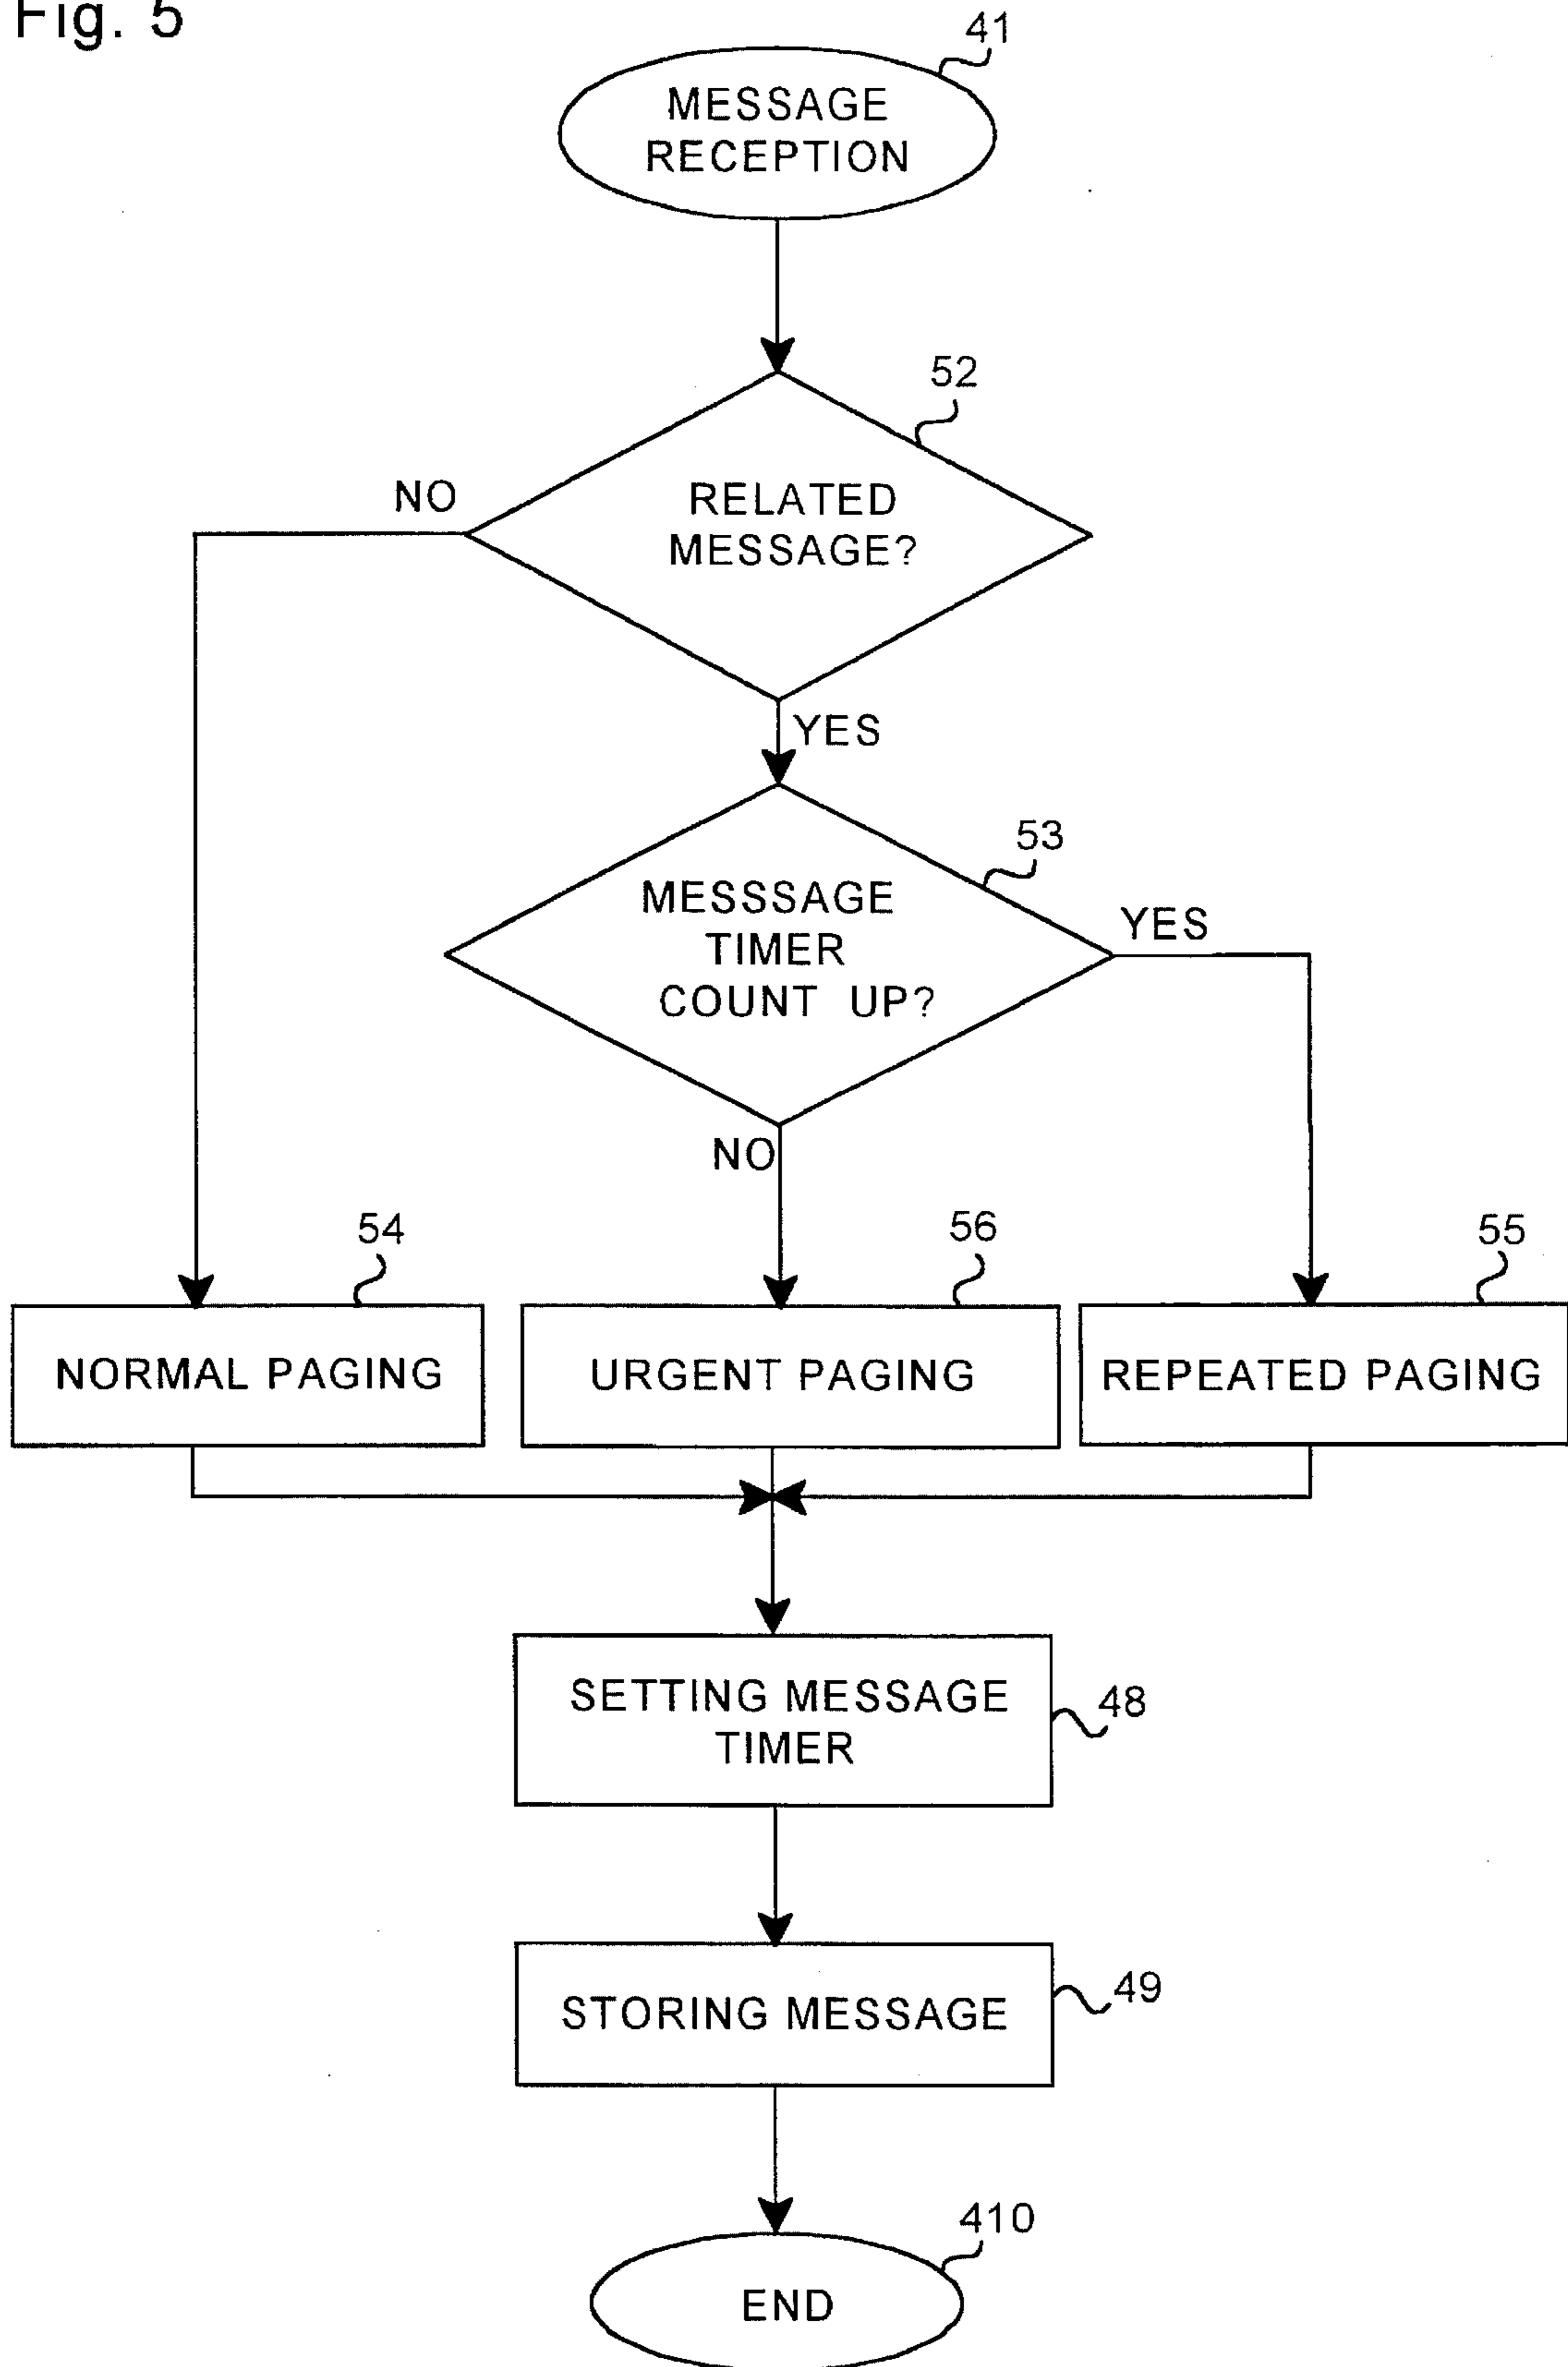 Fig. 5
41
MESSAGE
RECEPTION
52
NO
RELATED
MESSAGE?
YES
53
MESSSAGE
TIMER
COUNT UP?
YES
NO
54
56
55
NORMAL PAGING
URGENT PAGING
REPEATED PAGING
SETTING MESSAGE
TIMER
48
STORING MESSAGE
49
410
END